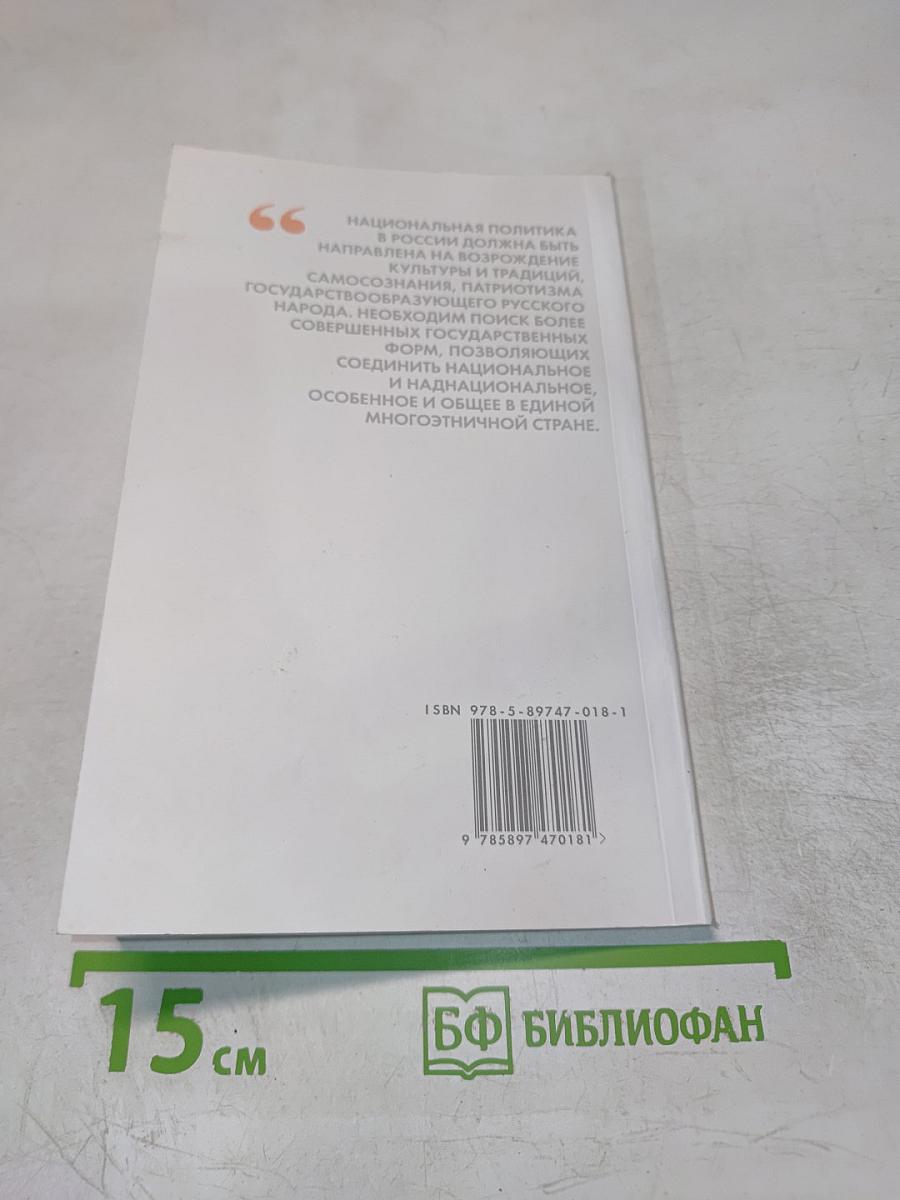 “ НАЦИОНАЛЬНАЯ ПОЛИТИКА
В РОССИИ ДОЛЖНА БЫТЬ
НАПРАВЛЕНА НА ВОЗРОЖДЕНИЕ
КУЛЬТУРЫ И ТРАДИЦИЙ,
САМОСОЗНАНИЯ, ПАТРИОТИЗМА
ГОСУДАРСТВООБРАЗУЮЩЕГО РУССКОГО
НАРОДА. НЕОБХОДИМ ПОИСК БОЛЕЕ
СОВЕРШЕННЫХ ГОСУДАРСТВЕННЫХ
ФОРМ, ПОЗВОЛЯЮЩИХ
СОЕДИНИТЬ НАЦИОНАЛЬНОЕ
И НАДНАЦИОНАЛЬНОЕ,
ОСОБЕННОЕ И ОБЩЕЕ В ЕДИНОЙ
МНОГОЭТНИЧНОЙ СТРАНЕ.
ISBN 978-5-89747-018-1
9 785897 470181 >
15 см БФ БИБЛИОФАН